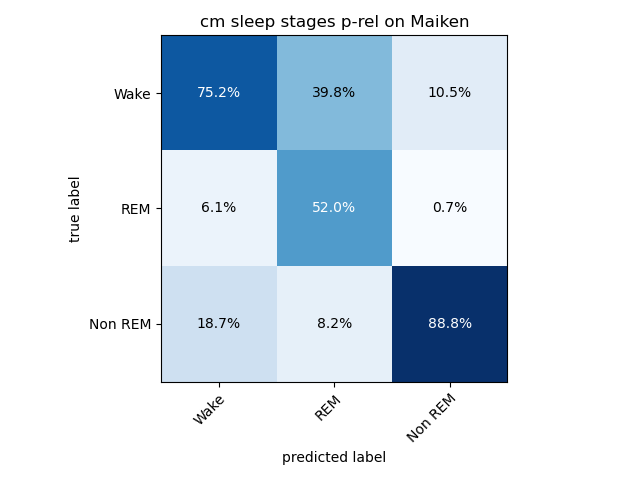 cm sleep stages p-rel on Maiken
Wake 75.2% 39.8% 10.5%
REM 6.1% 52.0% 0.7%
Non REM 18.7% 8.2% 88.8%
true label
Wake REM Non REM
predicted label